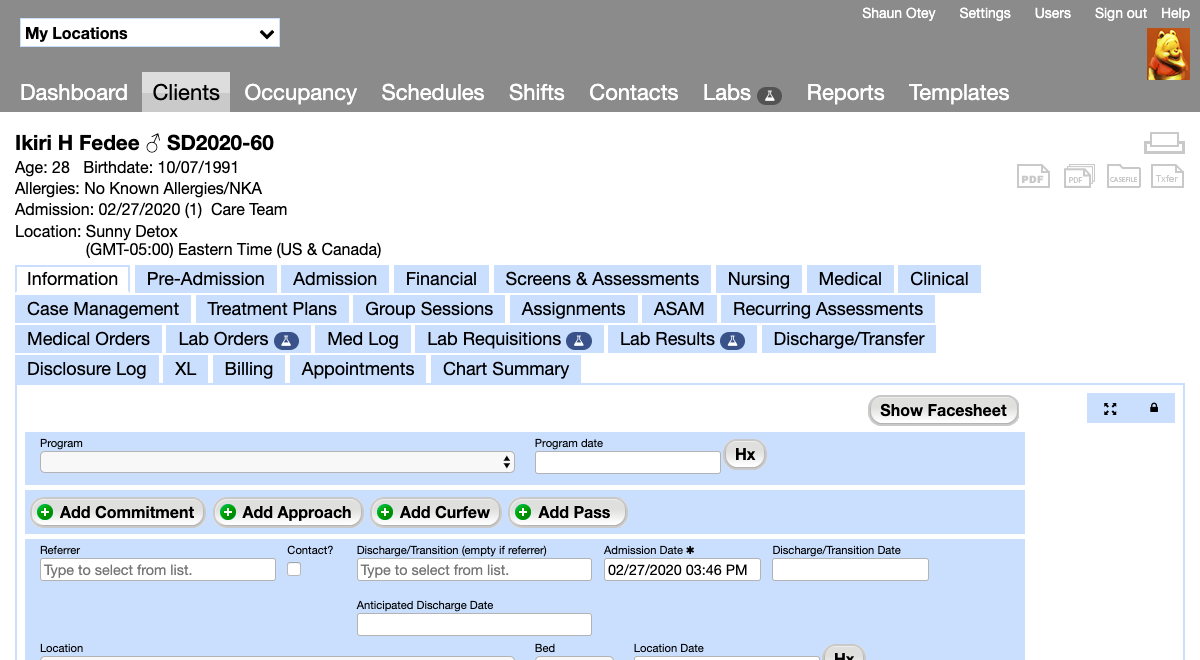 Shaun Otey Settings Users Sign out Help
My Locations
Dashboard Clients Occupancy Schedules Shifts Contacts Labs Reports Templates
Ikiri H Fedee ♂ SD2020-60
Age: 28 Birthdate: 10/07/1991
Allergies: No Known Allergies/NKA
PDF PDF CASEFILE Txfer
Admission: 02/27/2020 (1) Care Team
Location: Sunny Detox
(GMT-05:00) Eastern Time (US & Canada)
Information Pre-Admission Admission Financial Screens & Assessments Nursing Medical Clinical
Case Management Treatment Plans Group Sessions Assignments ASAM Recurring Assessments
Medical Orders Lab Orders Med Log Lab Requisitions Lab Results Discharge/Transfer
Disclosure Log XL Billing Appointments Chart Summary
Show Facesheet
Program Program date
Hx
Add Commitment Add Approach Add Curfew Add Pass
Referrer Contact? Discharge/Transition (empty if referrer) Admission Date ✱ Discharge/Transition Date
Type to select from list. Type to select from list. 02/27/2020 03:46 PM
Anticipated Discharge Date
Location Bed Location Date
Hx